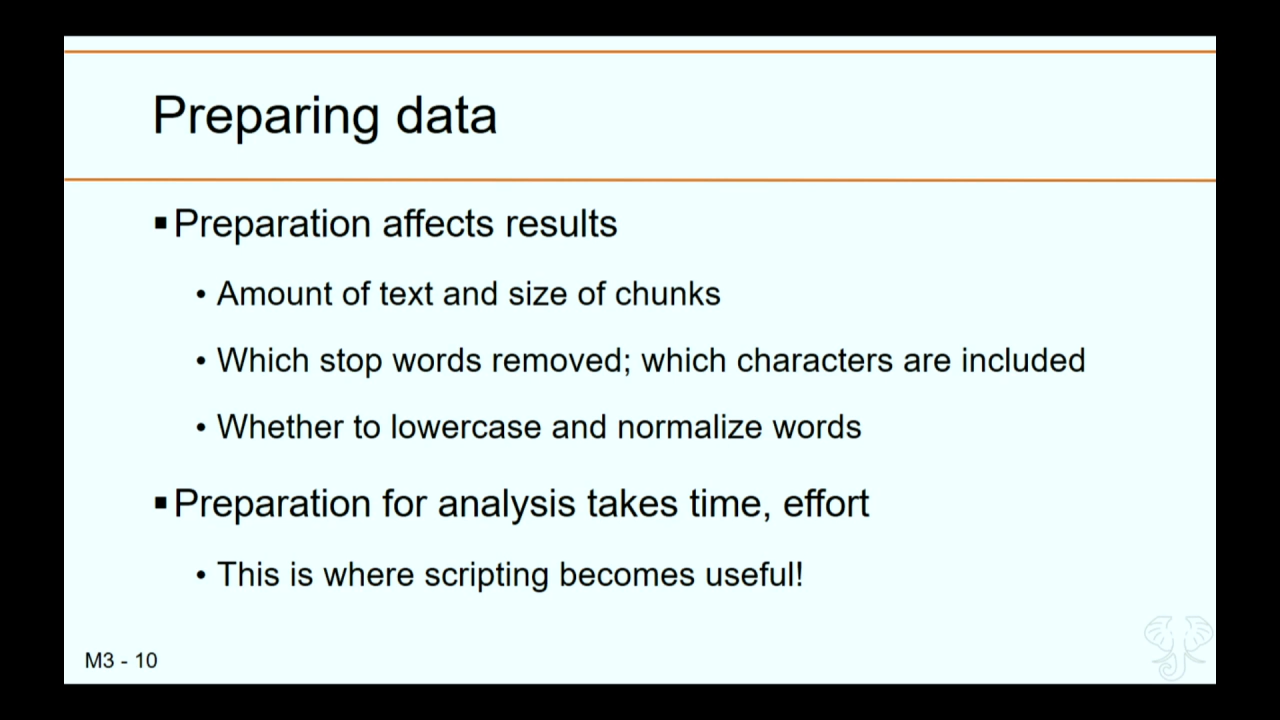 Preparing data
▪ Preparation affects results
• Amount of text and size of chunks
• Which stop words removed; which characters are included
• Whether to lowercase and normalize words
▪ Preparation for analysis takes time, effort
• This is where scripting becomes useful!
M3 - 10